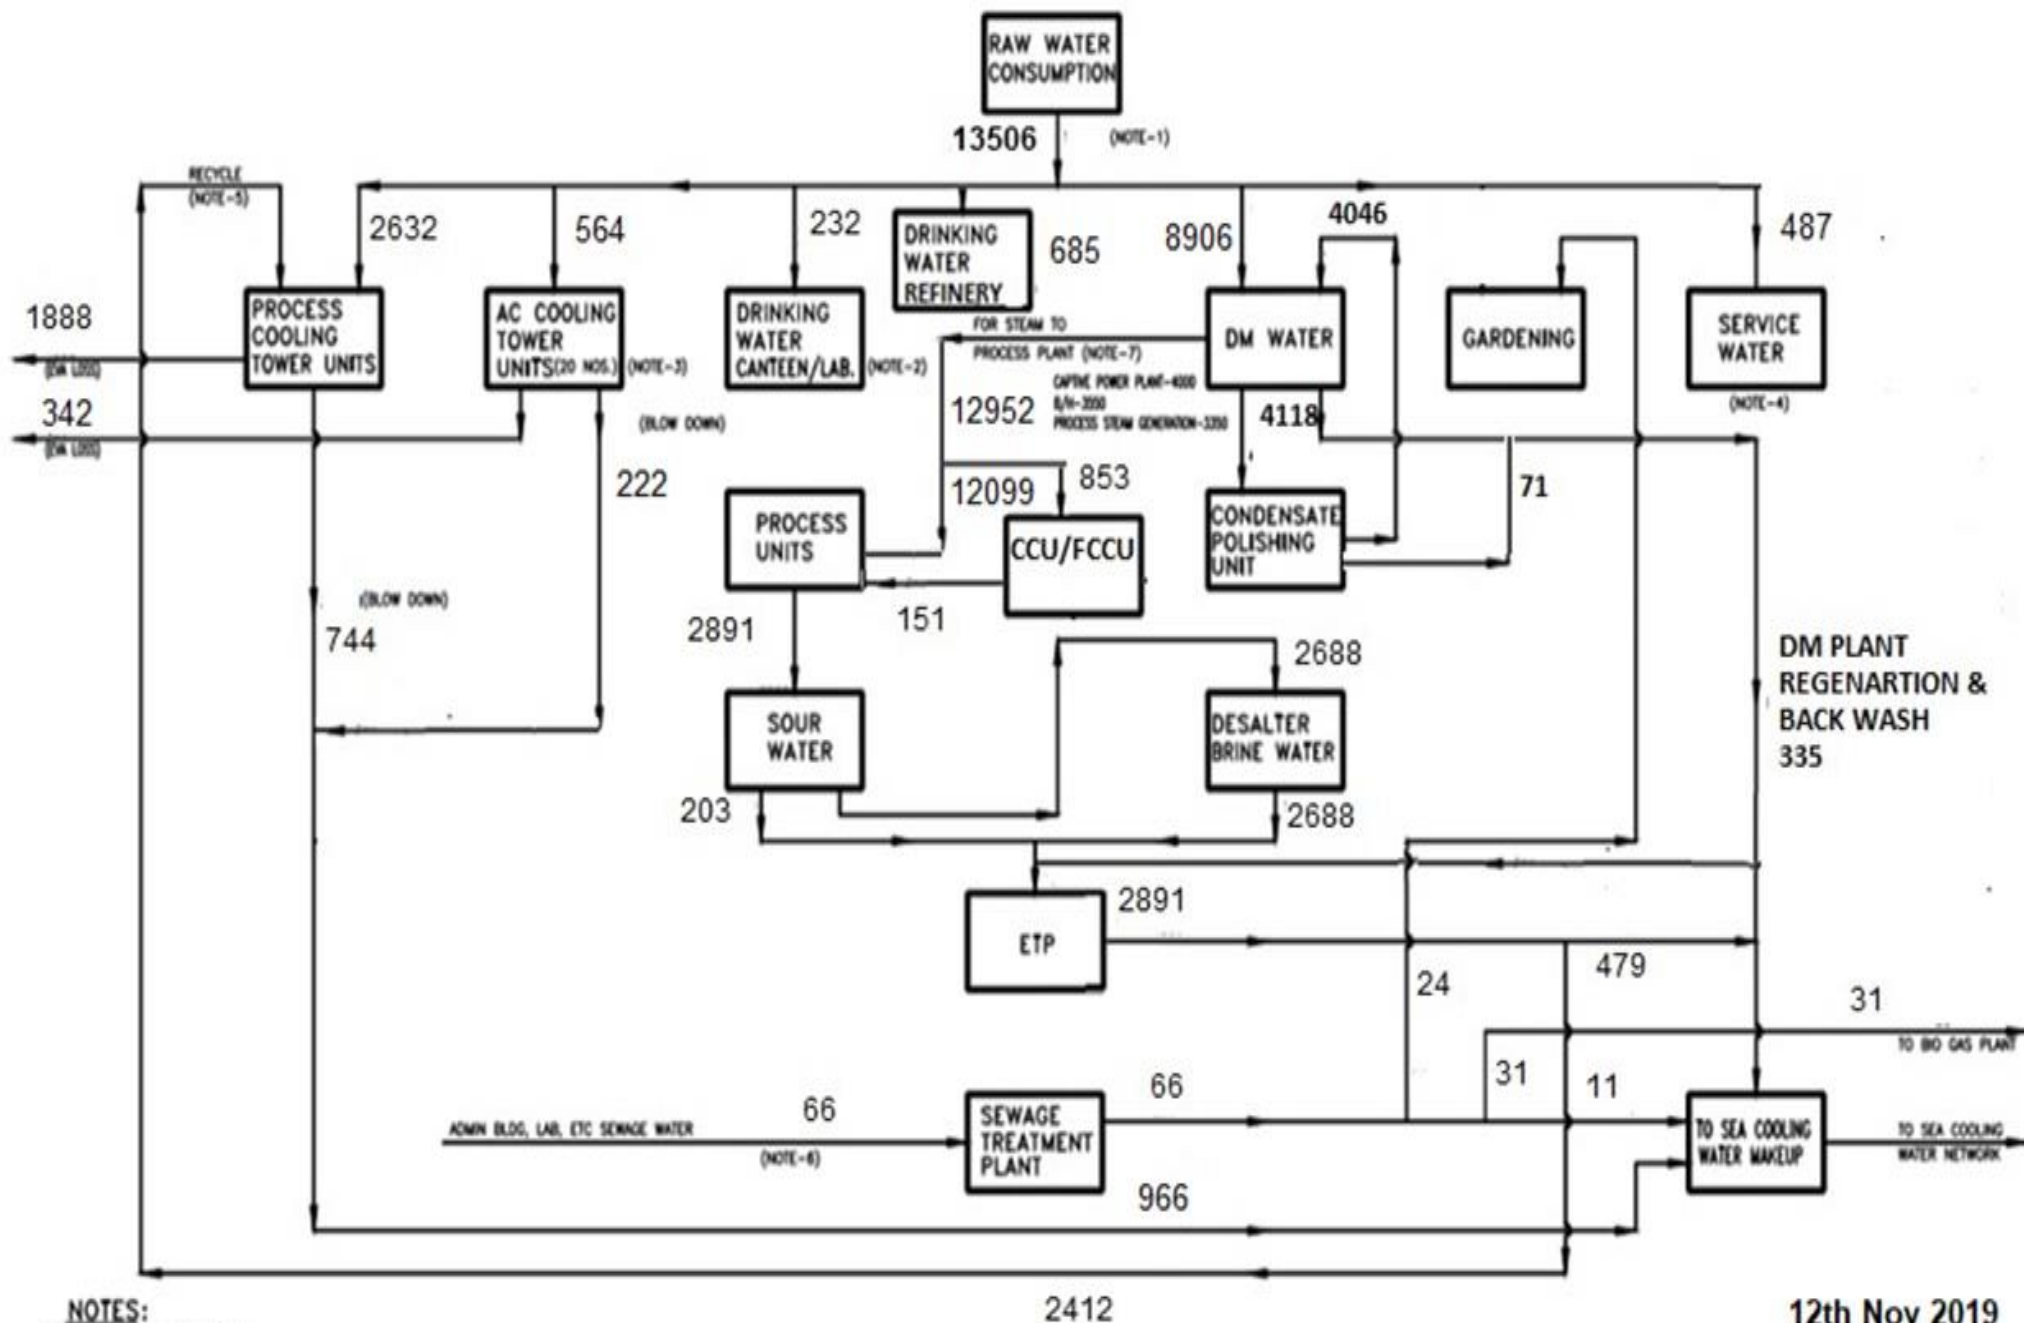 RAW WATER
CONSUMPTION
13506
(NOTE-1)
RECYCLE
(NOTE-5)
2632
564
232
DRINKING
WATER
REFINERY
685
8906
4046
487
1888
(EVA LOSS)
PROCESS
COOLING
TOWER UNITS
AC COOLING
TOWER
UNITS(20 NOS.)
(NOTE-3)
DRINKING
WATER
CANTEEN/LAB.
(NOTE-2)
FOR STEAM TO
PROCESS PLANT (NOTE-7)
DM WATER
GARDENING
SERVICE
WATER
(NOTE-4)
342
(EVA LOSS)
(BLOW DOWN)
222
12952
CAPTIVE POWER PLANT-4000
PROCESS STEAM GENERATION-3350
4118
71
12099
853
PROCESS
UNITS
CCU/FCCU
CONDENSATE
POLISHING
UNIT
(BLOW DOWN)
744
2891
151
2688
DM PLANT
REGENARTION &
BACK WASH
335
SOUR
WATER
DESALTER
BRINE WATER
203
2688
ETP
2891
479
24
31
TO BIO GAS PLANT
31
11
66
ADMIN BLDG, LAB, ETC SEWAGE WATER
(NOTE-6)
SEWAGE
TREATMENT
PLANT
66
TO SEA COOLING
WATER MAKEUP
TO SEA COOLING
WATER NETWORK
966
2412
NOTES:
12th Nov 2019